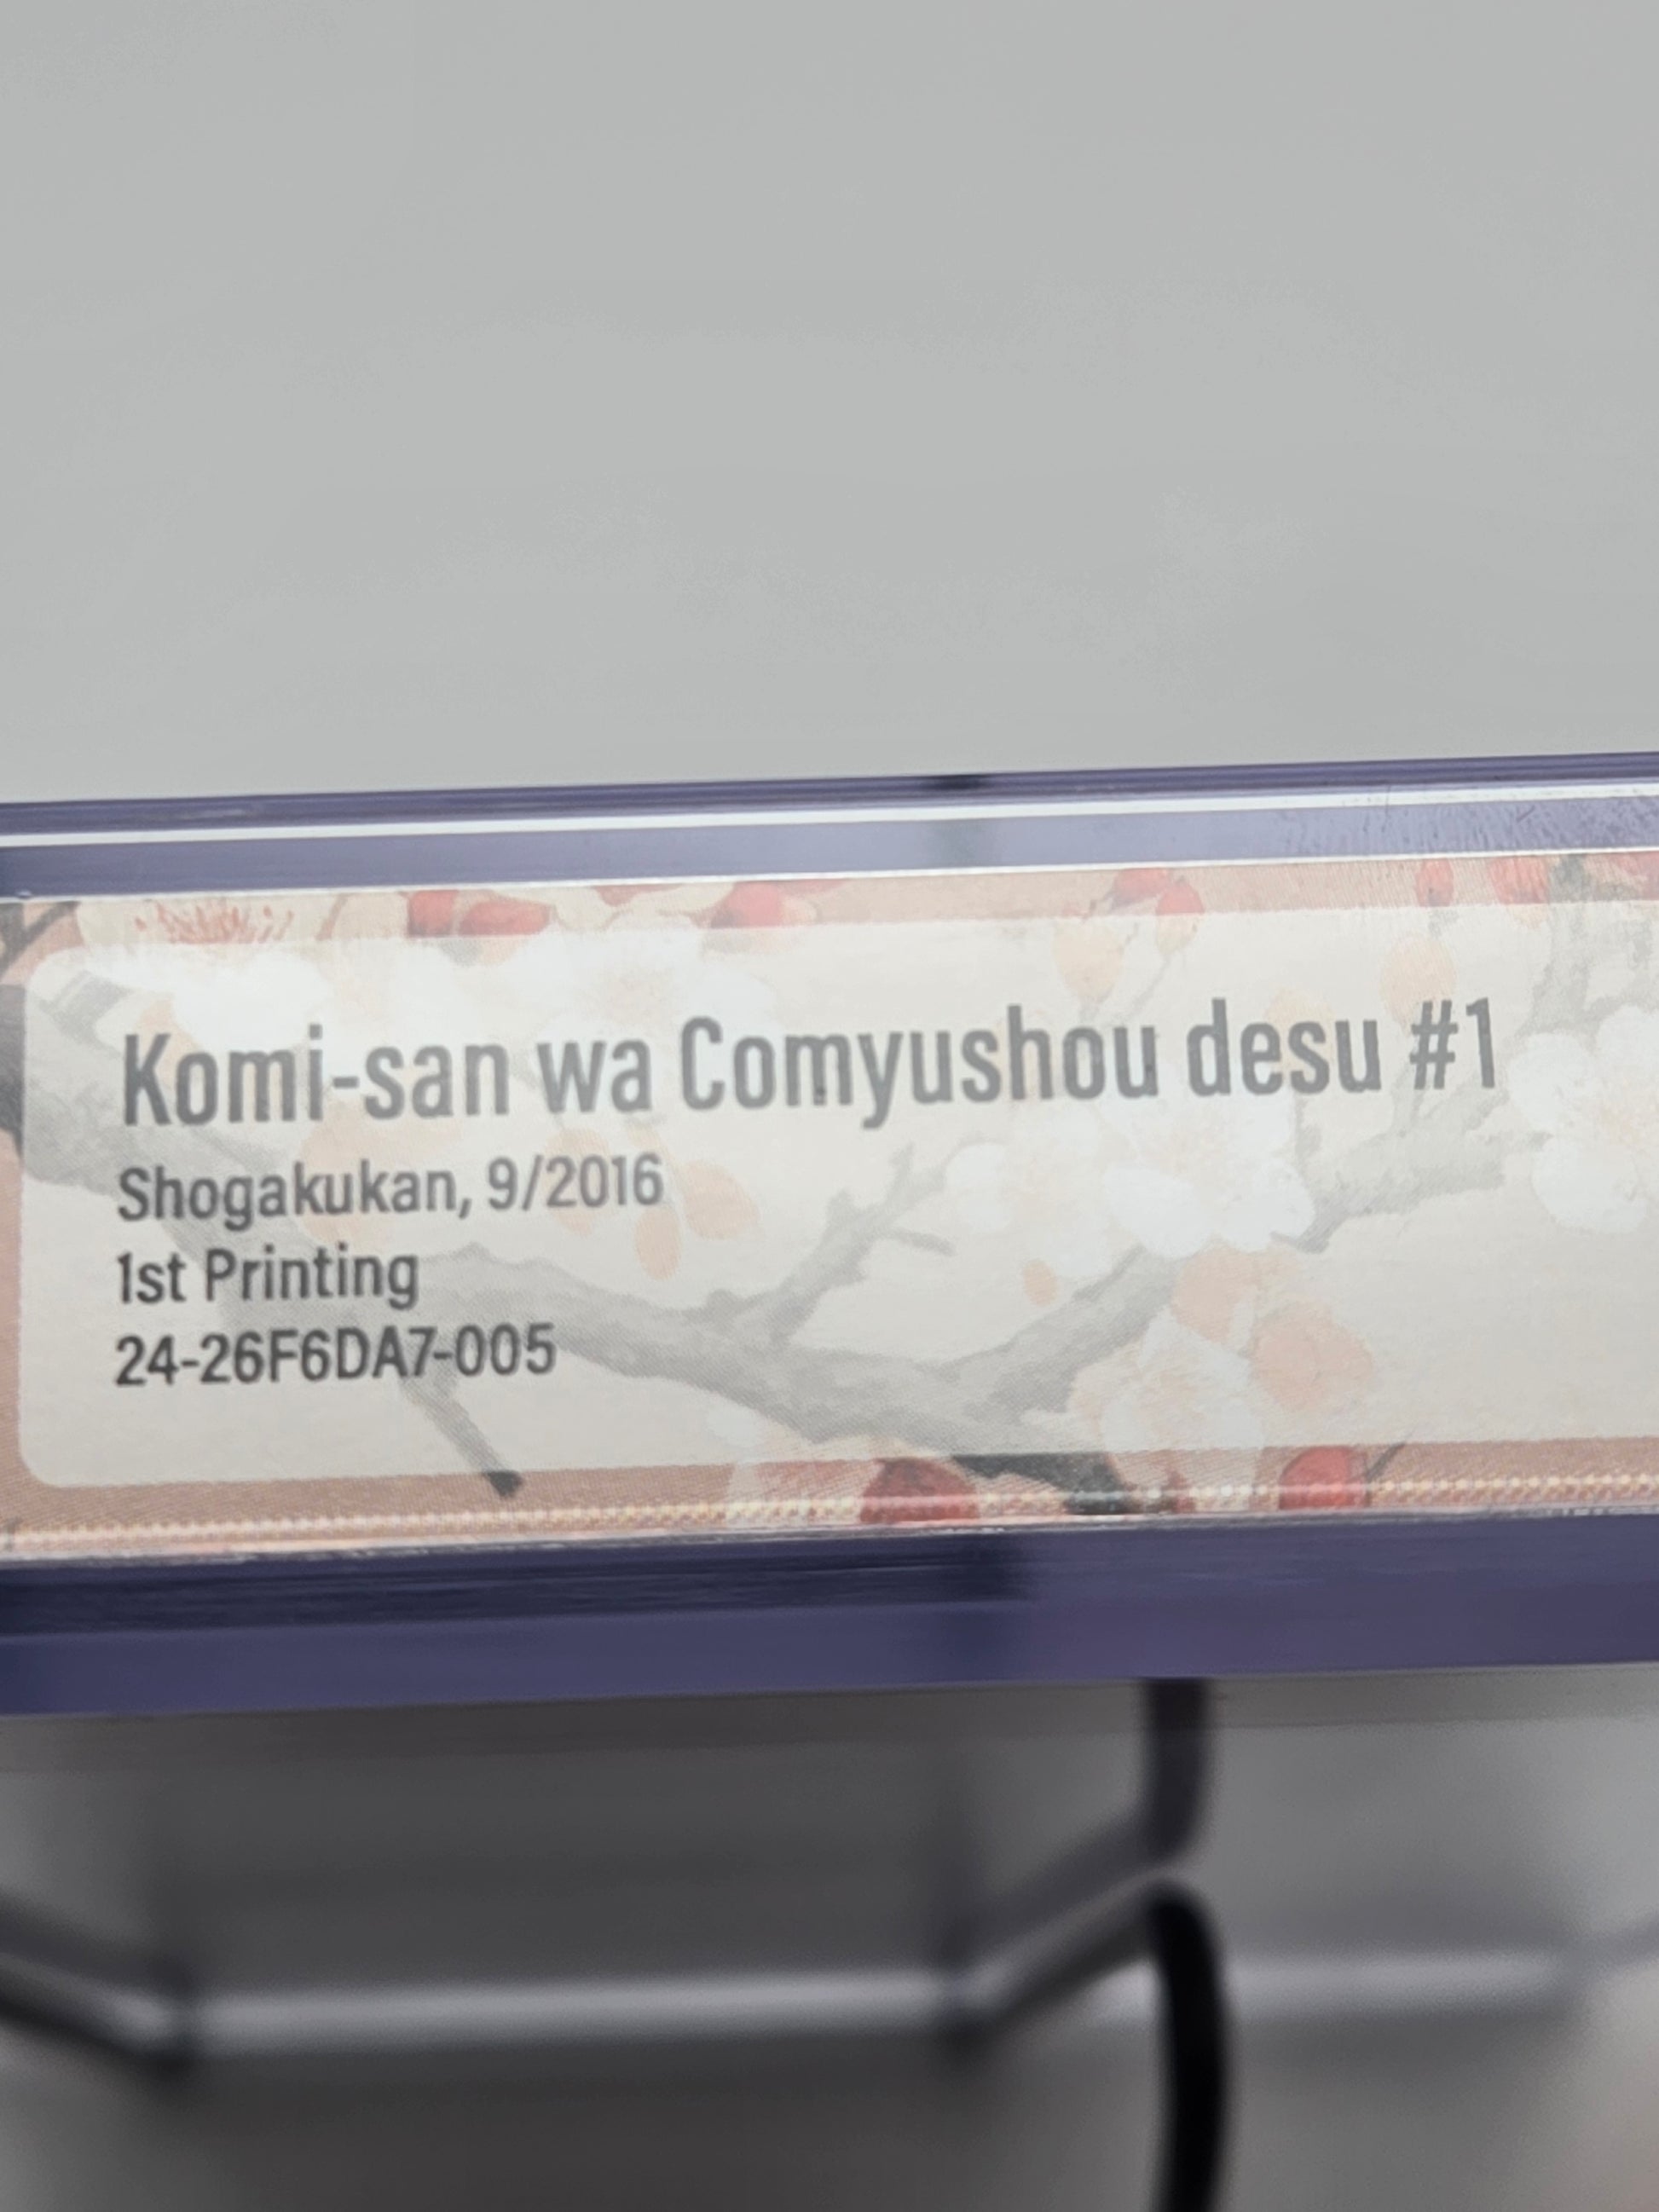 Komi-san wa Comyushou desu #1
Shogakukan, 9/2016
1st Printing
24-26F6DA7-005